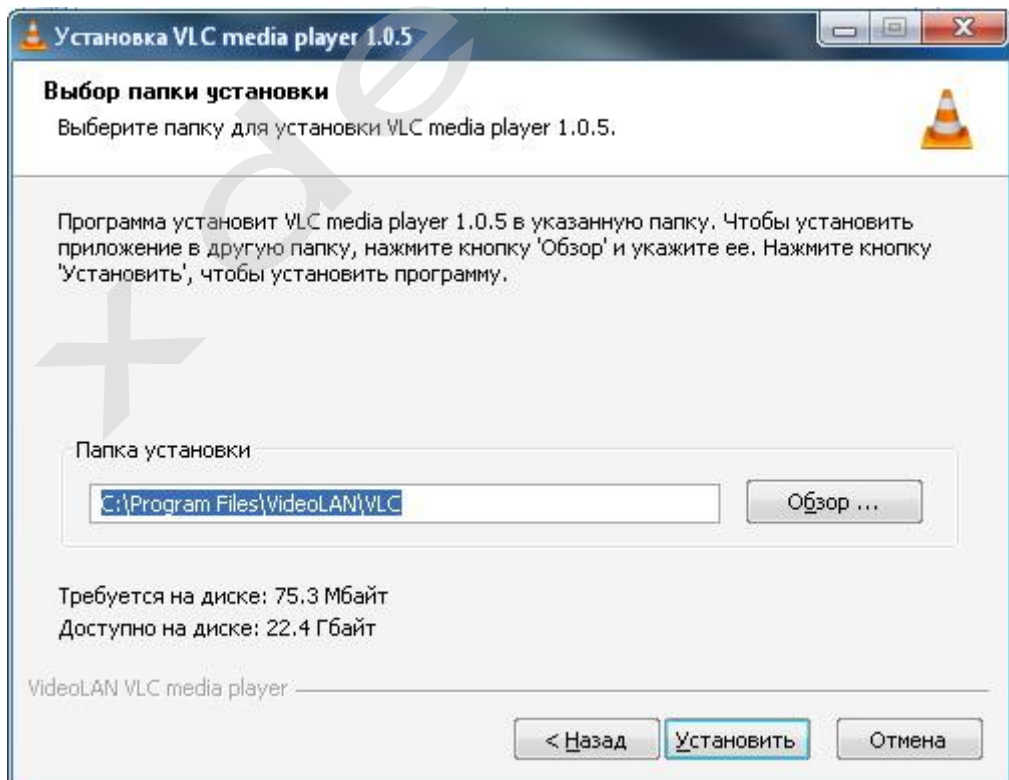 Установка VLC media player 1.0.5
Выбор папки установки
Выберите папку для установки VLC media player 1.0.5.
Программа установит VLC media player 1.0.5 в указанную папку. Чтобы установить
приложение в другую папку, нажмите кнопку 'Обзор' и укажите ее. Нажмите кнопку
'Установить', чтобы установить программу.
Папка установки
C:\Program Files\VideoLAN\VLC
Обзор ...
Требуется на диске: 75.3 Мбайт
Доступно на диске: 22.4 Гбайт
VideoLAN VLC media player
< Назад
Установить
Отмена